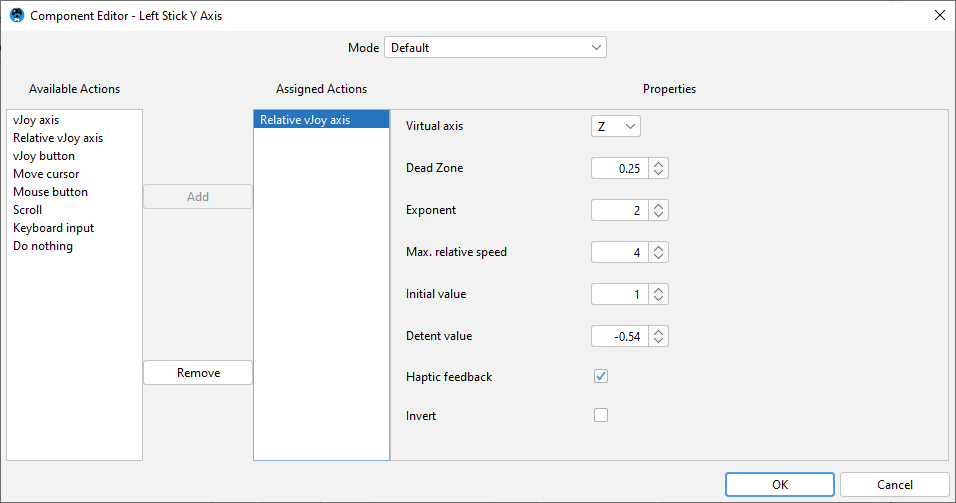 Component Editor - Left Stick Y Axis
Mode Default
Available Actions
Assigned Actions
Properties
vJoy axis
Relative vJoy axis
vJoy button
Move cursor
Mouse button
Scroll
Keyboard input
Do nothing
Add
Remove
Relative vJoy axis
Virtual axis Z
Dead Zone 0.25
Exponent 2
Max. relative speed 4
Initial value 1
Detent value -0.54
Haptic feedback
Invert
OK
Cancel